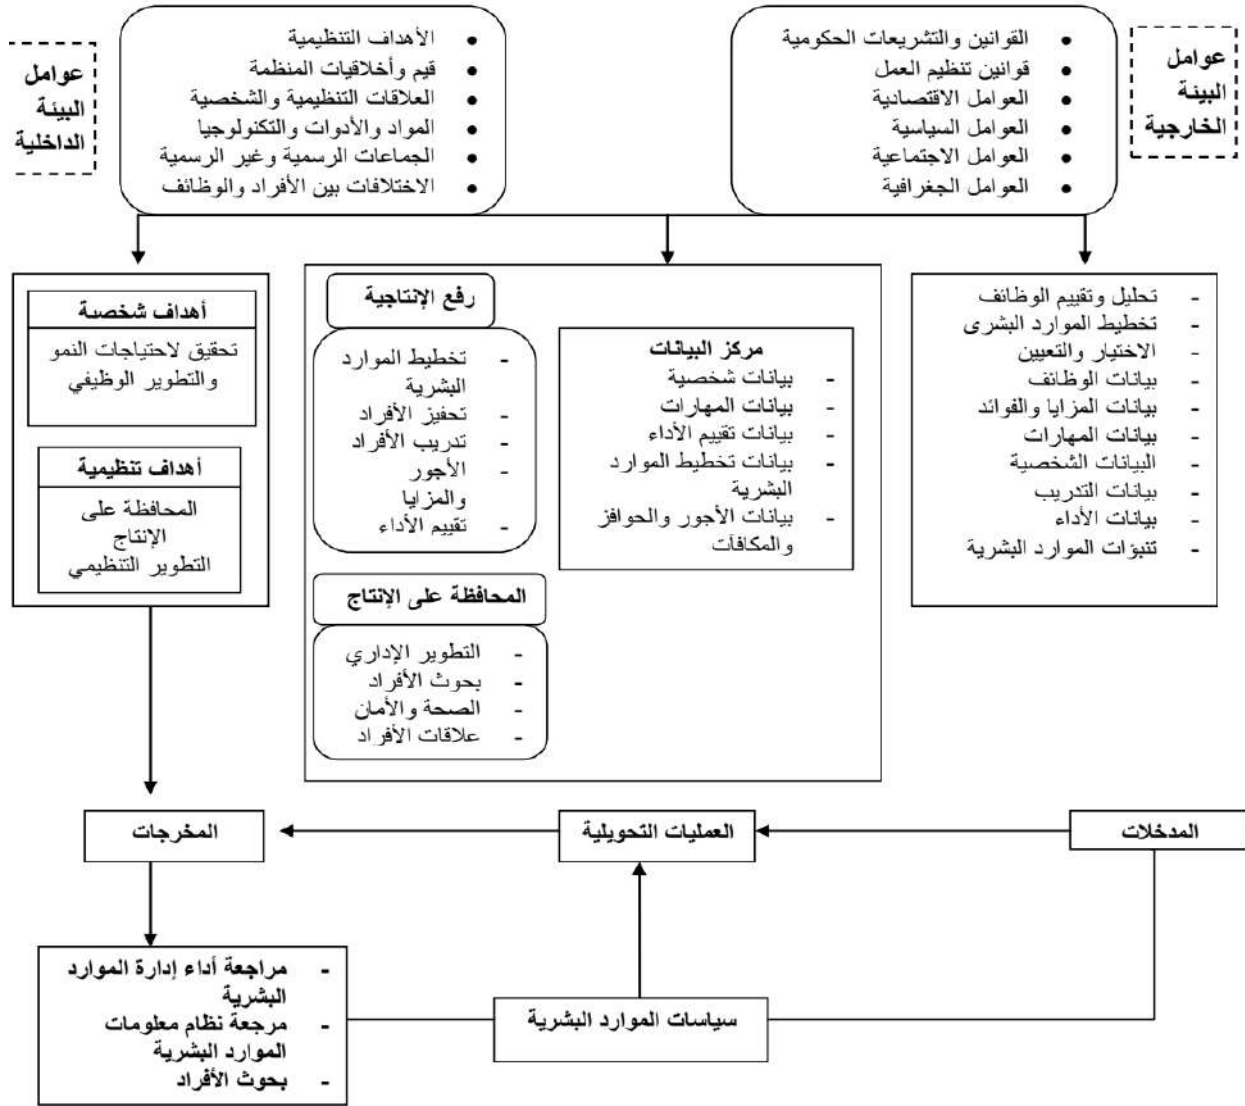 عوامل
البيئة
الخارجية
القوانين والتشريعات الحكومية
قوانين تنظيم العمل
العوامل الاقتصادية
العوامل السياسية
العوامل الاجتماعية
العوامل الجغرافية
الأهداف التنظيمية
قيم وأخلاقيات المنظمة
العلاقات التنظيمية والشخصية
المواد والأدوات والتكنولوجيا
الجماعات الرسمية وغير الرسمية
الاختلافات بين الأفراد والوظائف
عوامل
البيئة
الداخلية
- تحليل وتقييم الوظائف
- تخطيط الموارد البشرى
- الاختيار والتعيين
- بيانات الوظائف
- بيانات المزايا والفوائد
- بيانات المهارات
- البيانات الشخصية
- بيانات التدريب
- بيانات الأداء
- تنبؤات الموارد البشرية
مركز البيانات
- بيانات شخصية
- بيانات المهارات
- بيانات تقييم الأداء
- بيانات تخطيط الموارد
البشرية
- بيانات الأجور والحوافز
والمكافآت
رفع الإنتاجية
- تخطيط الموارد
البشرية
- تحفيز الأفراد
- تدريب الأفراد
- الأجور
والمزايا
- تقييم الأداء
المحافظة على الإنتاج
- التطوير الإداري
- بحوث الأفراد
- الصحة والأمان
- علاقات الأفراد
أهداف شخصية
تحقيق لاحتياجات النمو
والتطوير الوظيفي
أهداف تنظيمية
المحافظة على
الإنتاج
التطوير التنظيمي
المدخلات
العمليات التحويلية
المخرجات
سياسات الموارد البشرية
- مراجعة أداء إدارة الموارد
البشرية
- مرجعة نظام معلومات
الموارد البشرية
- بحوث الأفراد